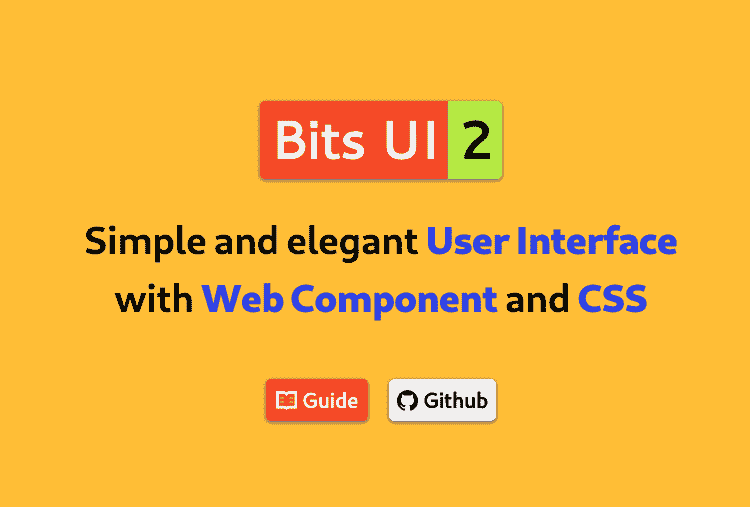 Bits UI 2
Simple and elegant User Interface
with Web Component and CSS
Guide Github